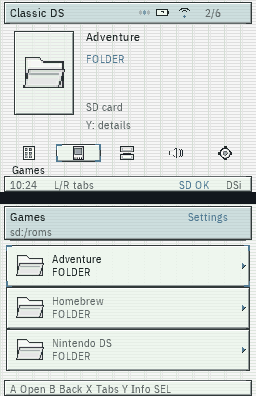 Classic DS 2/6
Adventure
FOLDER
SD card
Y: details
Games
10:24 L/R tabs SD OK DSi
Games Settings
sd:/roms
Adventure
FOLDER
Homebrew
FOLDER
Nintendo DS
FOLDER
A Open B Back X Tabs Y Info SEL